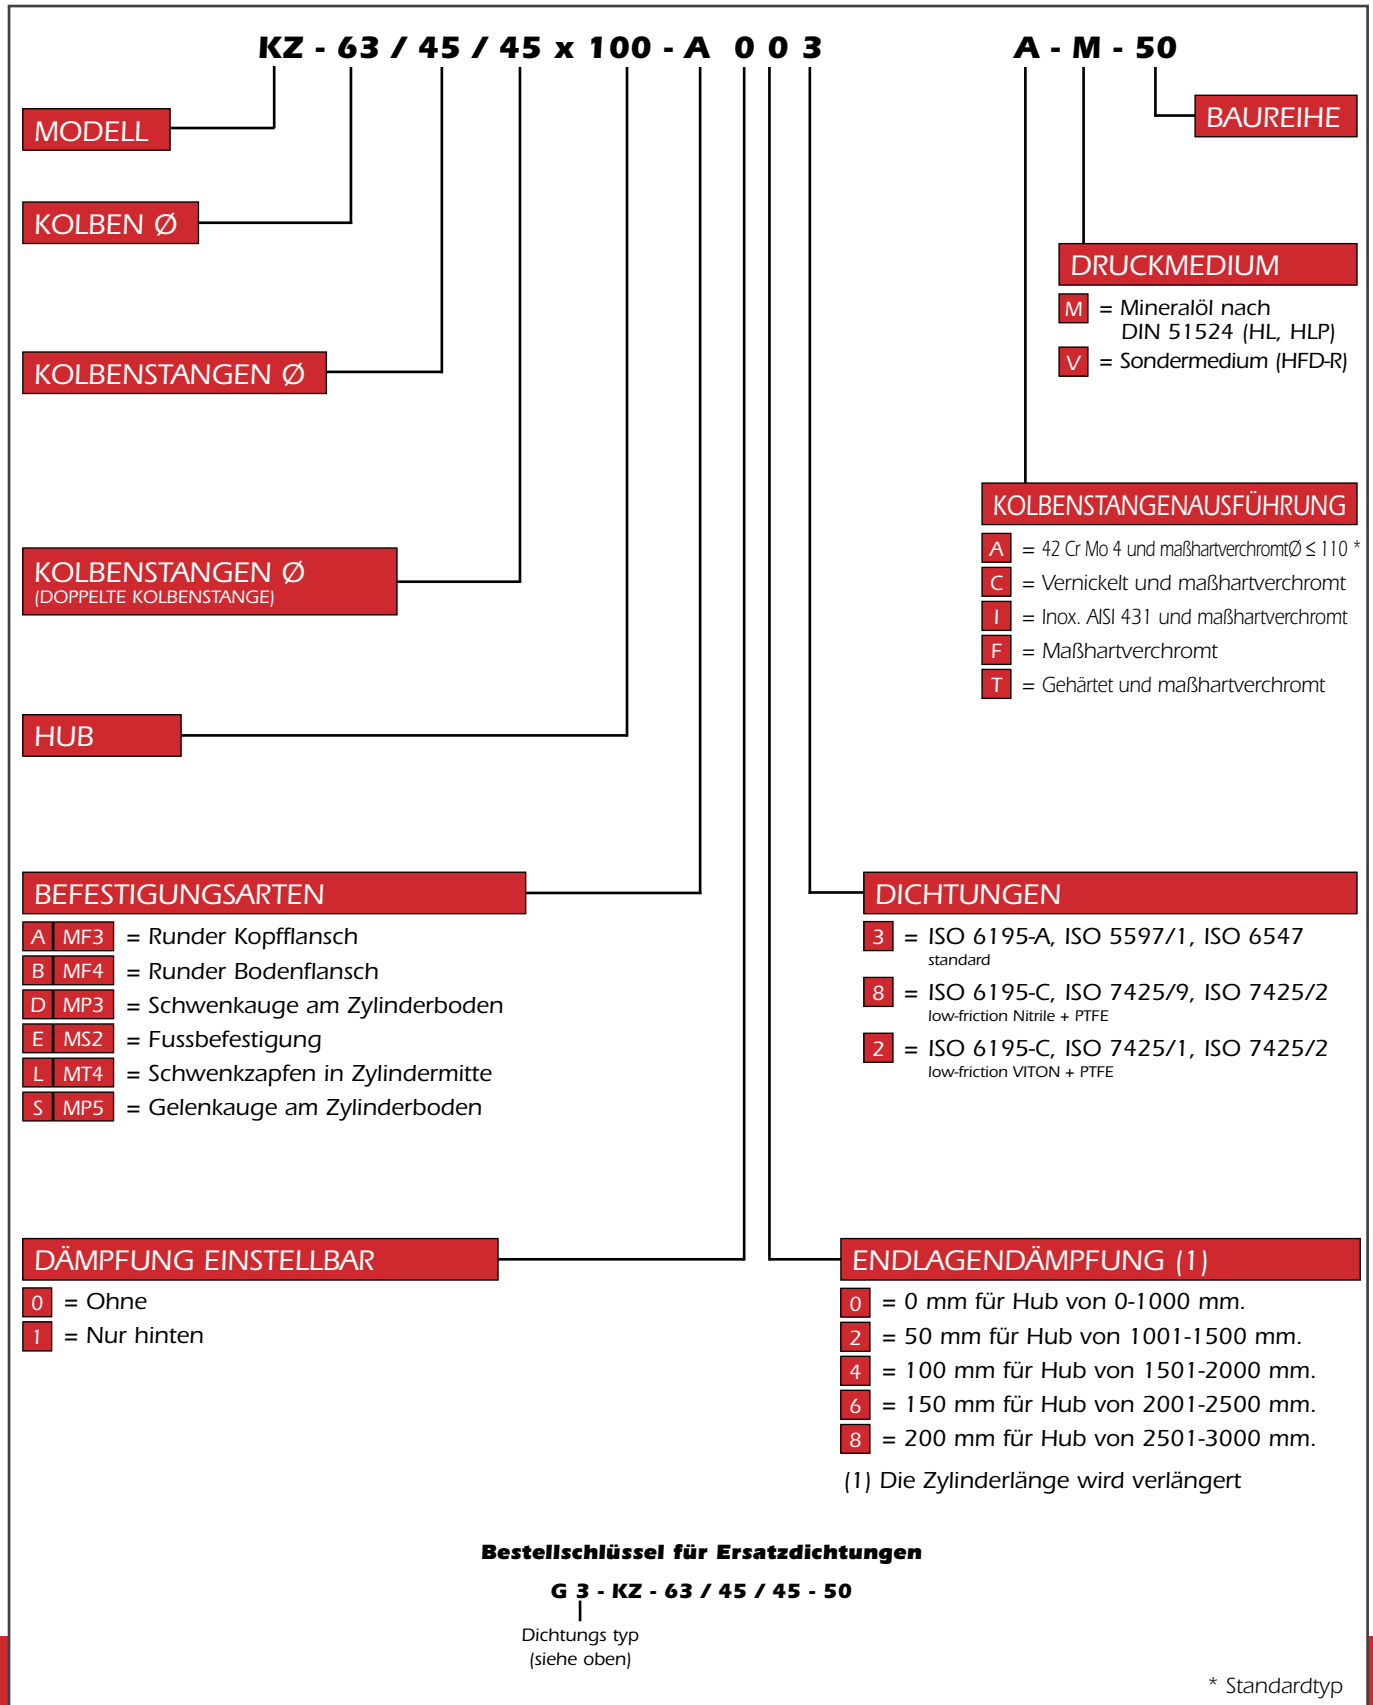 KZ - 63 / 45 / 45 x 100 - A 0 0 3 A - M - 50
MODELL
BAUREIHE
KOLBEN Ø
DRUCKMEDIUM
M = Mineralöl nach
DIN 51524 (HL, HLP)
V = Sondermedium (HFD-R)
KOLBENSTANGEN Ø
KOLBENSTANGENAUSFÜHRUNG
A = 42 Cr Mo 4 und maßhartverchromtØ ≤ 110 *
C = Vernickelt und maßhartverchromt
I = Inox. AISI 431 und maßhartverchromt
F = Maßhartverchromt
T = Gehärtet und maßhartverchromt
KOLBENSTANGEN Ø
(DOPPELTE KOLBENSTANGE)
HUB
BEFESTIGUNGSARTEN
A MF3 = Runder Kopfflansch
B MF4 = Runder Bodenflansch
D MP3 = Schwenkauge am Zylinderboden
E MS2 = Fussbefestigung
L MT4 = Schwenkzapfen in Zylindermitte
S MP5 = Gelenkauge am Zylinderboden
DICHTUNGEN
3 = ISO 6195-A, ISO 5597/1, ISO 6547
standard
8 = ISO 6195-C, ISO 7425/9, ISO 7425/2
low-friction Nitrile + PTFE
2 = ISO 6195-C, ISO 7425/1, ISO 7425/2
low-friction VITON + PTFE
DÄMPFUNG EINSTELLBAR
0 = Ohne
1 = Nur hinten
ENDLAGENDÄMPFUNG (1)
0 = 0 mm für Hub von 0-1000 mm.
2 = 50 mm für Hub von 1001-1500 mm.
4 = 100 mm für Hub von 1501-2000 mm.
6 = 150 mm für Hub von 2001-2500 mm.
8 = 200 mm für Hub von 2501-3000 mm.
(1) Die Zylinderlänge wird verlängert
Bestellschlüssel für Ersatzdichtungen
G 3 - KZ - 63 / 45 / 45 - 50
Dichtungs typ
(siehe oben)
* Standardtyp